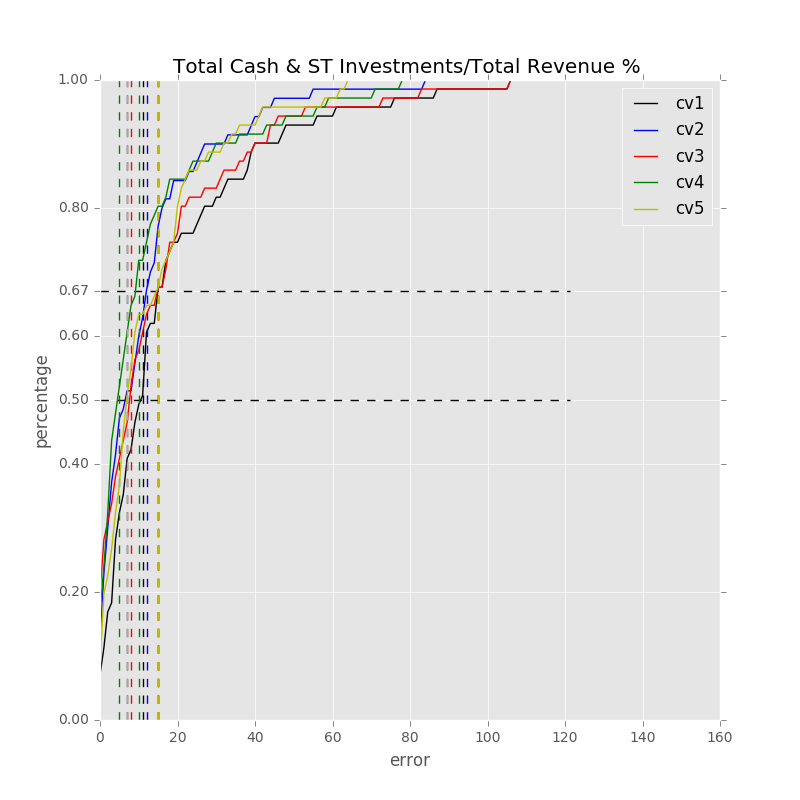 Total Cash & ST Investments/Total Revenue %
1.00
0.80
0.67
0.60
0.50
0.40
0.20
0.00
percentage
0 20 40 60 80 100 120 140 160
error
cv1
cv2
cv3
cv4
cv5